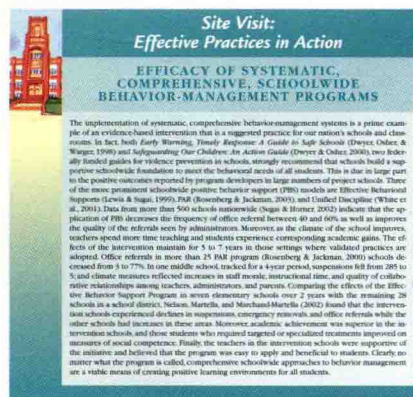 Site Visit:
Effective Practices in Action
EFFICACY OF SYSTEMATIC,
COMPREHENSIVE, SCHOOLWIDE
BEHAVIOR-MANAGEMENT PROGRAMS
The implementation of systematic, comprehensive behavior-management systems is a prime exam-
ple of an evidence-based intervention that is a suggested practice for our nation's schools and class-
rooms. In fact, both Early Warning, Timely Response: A Guide to Safe Schools (Dwyer, Osher, &
Warger, 1998) and Safeguarding Our Children: An Action Guide (Dwyer & Osher, 2000), two feder-
ally funded guides for violence prevention in schools, strongly recommend that schools build a sup-
portive schoolwide foundation to meet the behavioral needs of all students. This is due in large part
to the positive outcomes reported by program developers in large numbers of project schools. Three
of the more prominent schoolwide positive behavior support (PBS) models are Effective Behavioral
Supports (Lewis & Sugai, 1999), PAR (Rosenberg & Jackman, 2003), and Unified Discipline (White et
al., 2001). Data from more than 500 schools nationwide (Sugai & Horner, 2002) indicate that the ap-
plication of PBS decreases the frequency of office referral between 40 and 60% as well as improves
the quality of the referrals seen by administrators. Moreover, as the climate of the school improves,
teachers spend more time teaching and students experience corresponding academic gains. The ef-
fects of the intervention maintain for 5 to 7 years in those settings where validated practices are
adopted. Office referrals in more than 25 PAR program (Rosenberg & Jackman, 2000) schools de-
creased from 3 to 77%. In one middle school, tracked for a 4-year period, suspensions fell from 285 to
5; and climate measures reflected increases in staff morale, instructional time, and quality of collabo-
rative relationships among teachers, administrators, and parents. Comparing the effects of the Effec-
tive Behavior Support Program in seven elementary schools over 2 years with the remaining 28
schools in a school district, Nelson, Martella, and Marchand-Martella (2002) found that the interven-
tion schools experienced declines in suspensions, emergency removals, and office referrals while the
other schools had increases in these areas. Moreover, academic achievement was superior in the in-
tervention schools, and those students who required targeted or specialized treatments improved on
measures of social competence. Finally, the teachers in the intervention schools were supportive of
the initiative and believed that the program was easy to apply and beneficial to students. Clearly, no
matter what the program is called, comprehensive schoolwide approaches to behavior management
are a viable means of creating positive learning environments for all students.